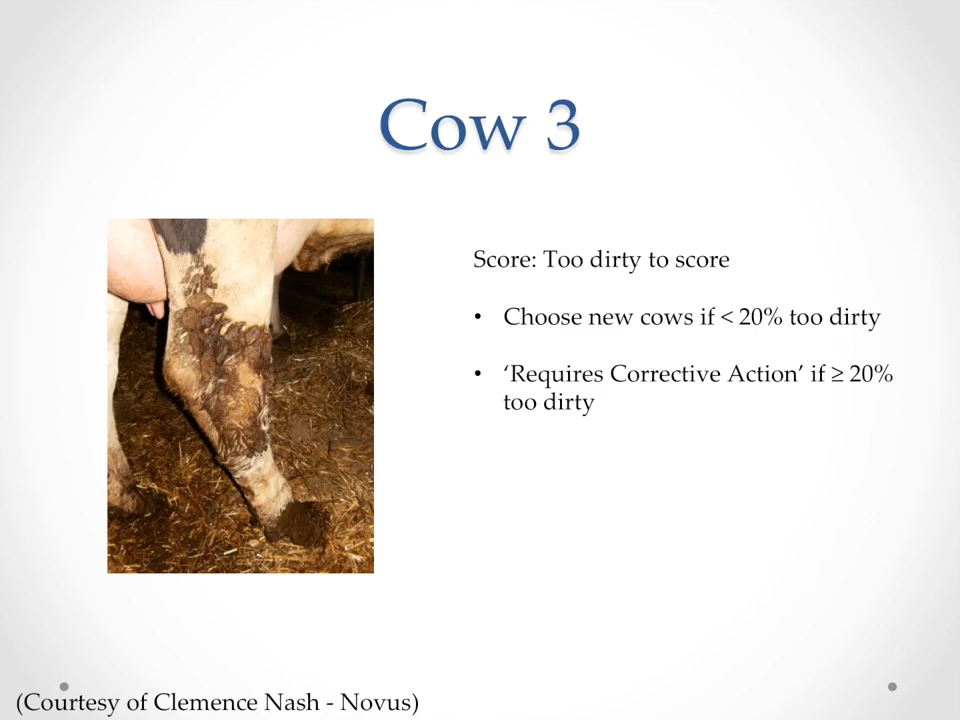 Cow 3
Score: Too dirty to score
• Choose new cows if < 20% too dirty
• ‘Requires Corrective Action’ if ≥ 20%
too dirty
(Courtesy of Clemence Nash - Novus)